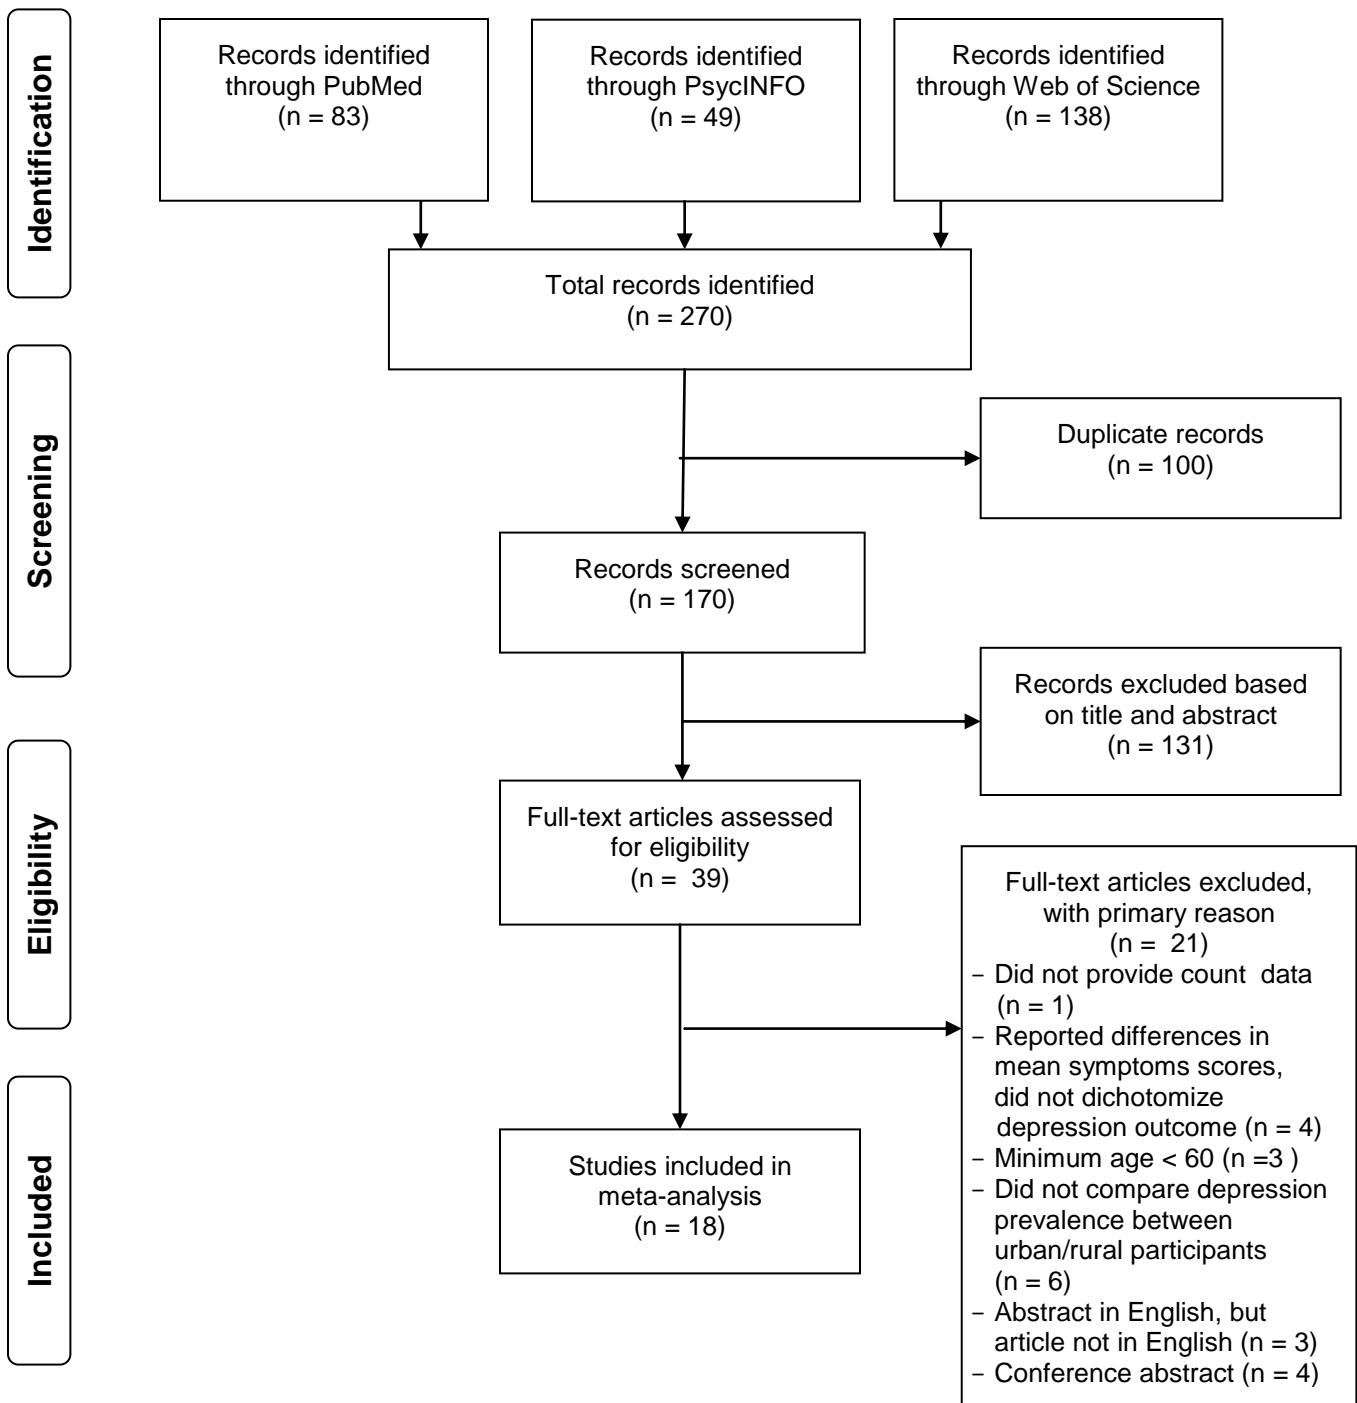 Identification
Records identified
through PubMed
(n = 83)
Records identified
through PsycINFO
(n = 49)
Records identified
through Web of Science
(n = 138)
Total records identified
(n = 270)
Screening
Duplicate records
(n = 100)
Records screened
(n = 170)
Records excluded based
on title and abstract
(n = 131)
Eligibility
Full-text articles assessed
for eligibility
(n =  39)
Full-text articles excluded,
with primary reason
(n =  21)
- Did not provide count  data
(n = 1)
- Reported differences in
mean symptoms scores,
did not dichotomize
depression outcome (n = 4)
- Minimum age < 60 (n =3 )
- Did not compare depression
prevalence between
urban/rural participants
(n = 6)
- Abstract in English, but
article not in English (n = 3)
- Conference abstract (n = 4)
Included
Studies included in
meta-analysis
(n = 18)